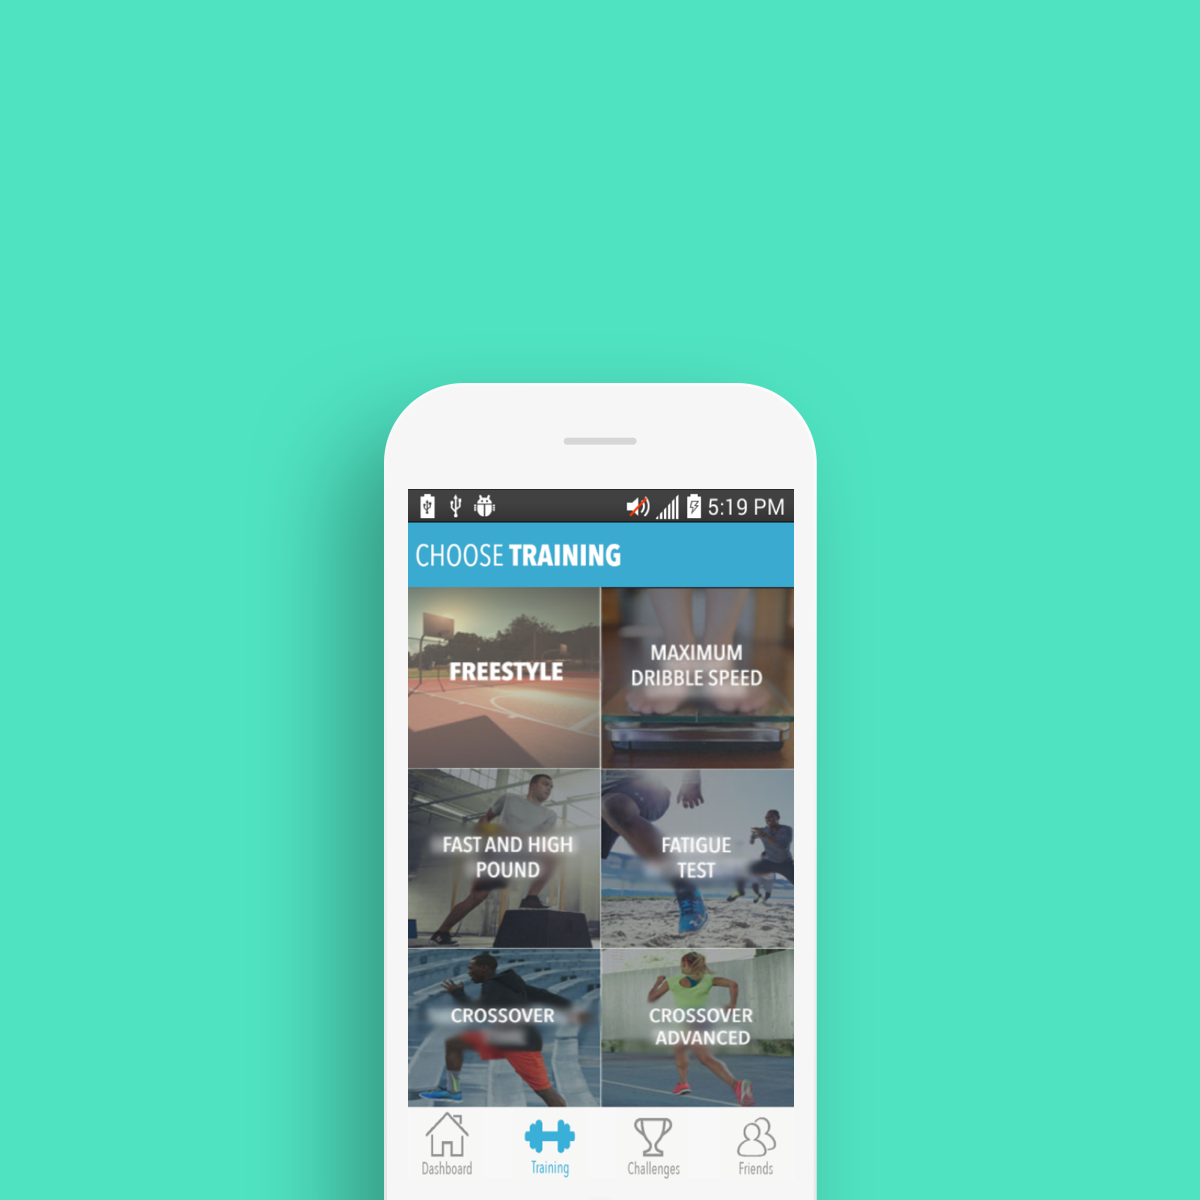 5:19 PM
CHOOSE TRAINING
FREESTYLE
MAXIMUM
DRIBBLE SPEED
FAST AND HIGH
POUND
FATIGUE
TEST
CROSSOVER
CROSSOVER
ADVANCED
Dashboard
Training
Challenges
Friends